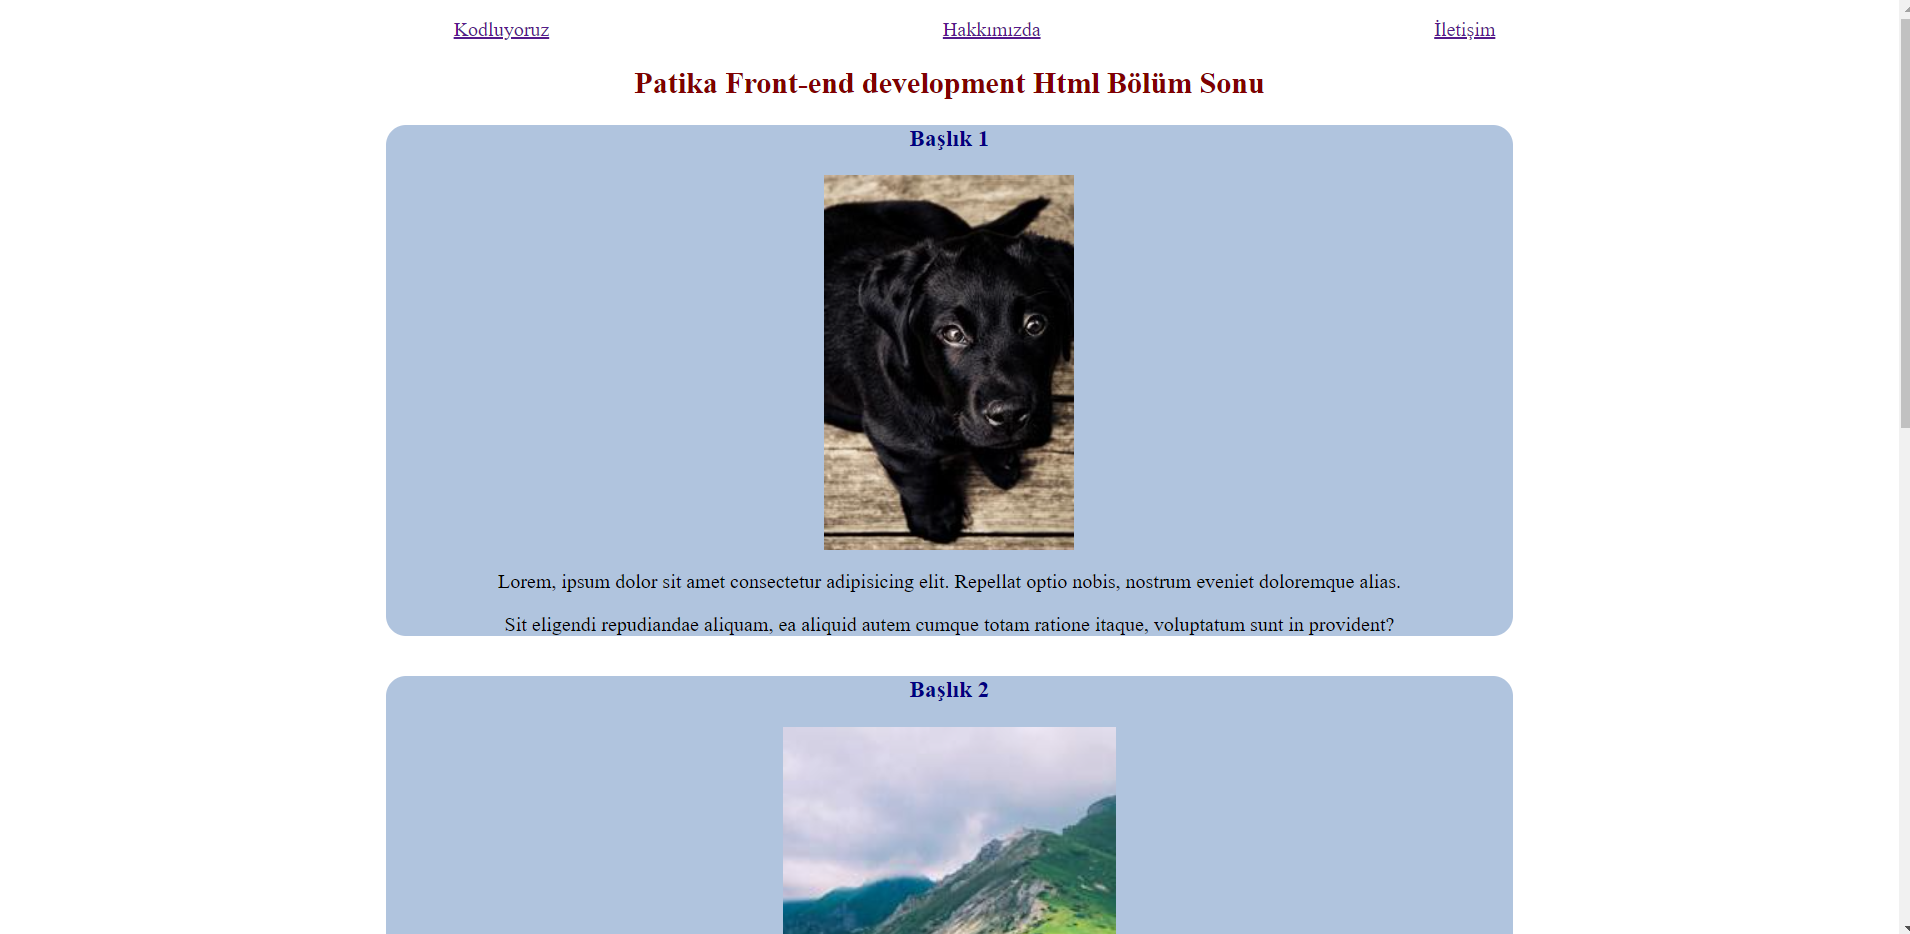 Kodluyoruz Hakkımızda İletişim
Patika Front-end development Html Bölüm Sonu
Başlık 1
Lorem, ipsum dolor sit amet consectetur adipisicing elit. Repellat optio nobis, nostrum eveniet doloremque alias.
Sit eligendi repudiandae aliquam, ea aliquid autem cumque totam ratione itaque, voluptatum sunt in provident?
Başlık 2